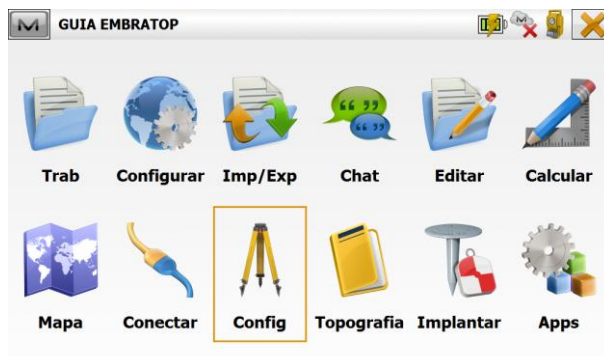 GUIA EMBRATOP
Trab Configurar Imp/Exp Chat Editar Calcular
Mapa Conectar Config Topografia Implantar Apps